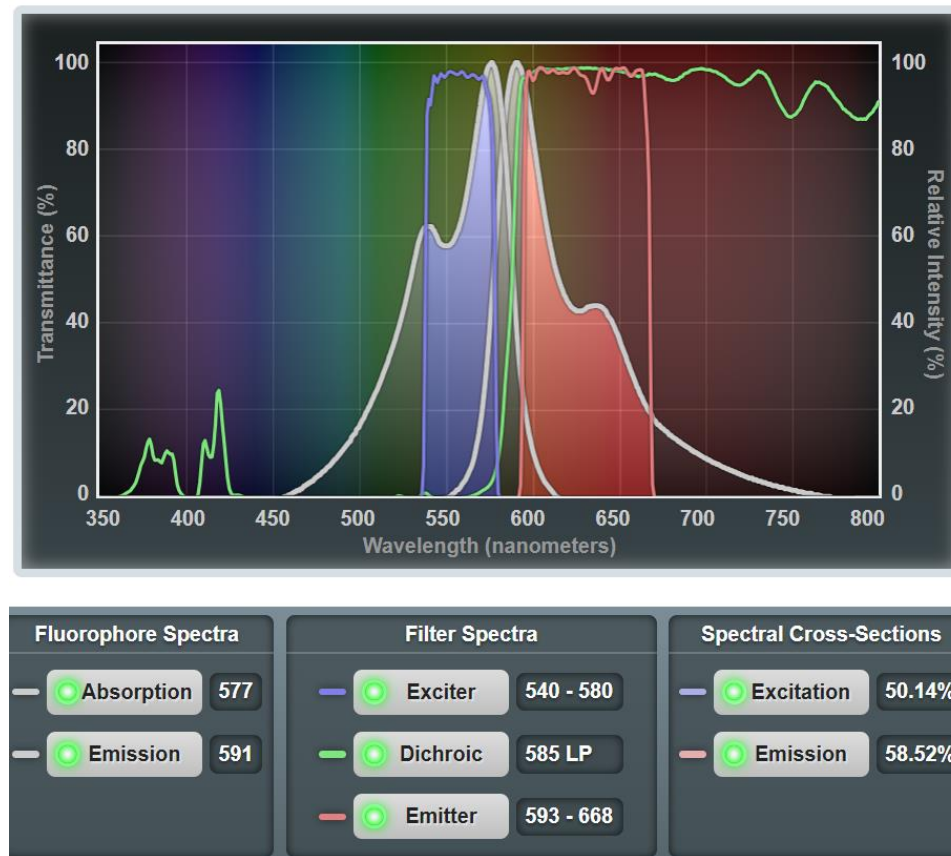 100
80
60
40
20
0
Transmittance (%)
100
80
60
40
20
0
Relative Intensity (%)
350 400 450 500 550 600 650 700 750 800
Wavelength (nanometers)
Fluorophore Spectra
Absorption 577
Emission 591
Filter Spectra
Exciter 540 - 580
Dichroic 585 LP
Emitter 593 - 668
Spectral Cross-Sections
Excitation 50.14%
Emission 58.52%